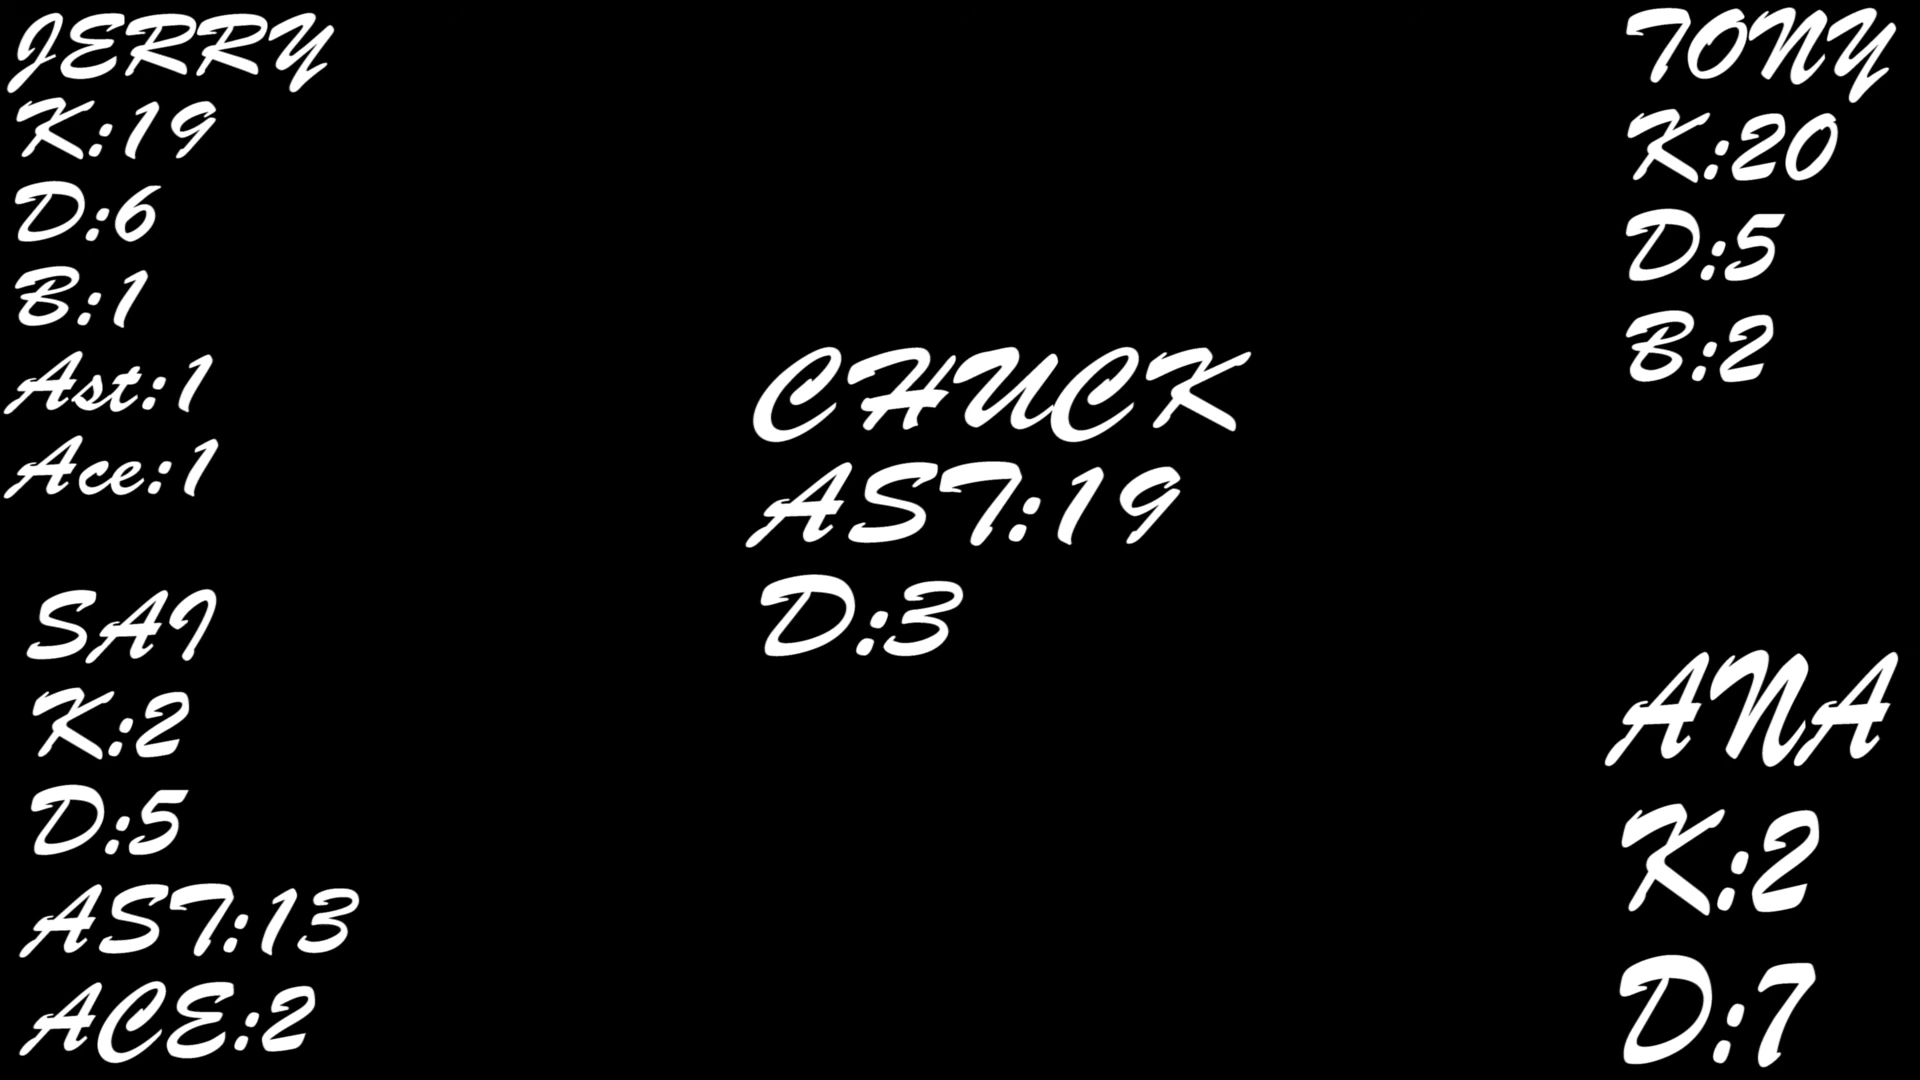 JERRY
K:19
D:6
B:1
Ast:1
Ace:1
TONY
K:20
D:5
B:2
CHUCK
AST:19
D:3
SAI
K:2
D:5
AST:13
ACE:2
ANA
K:2
D:7